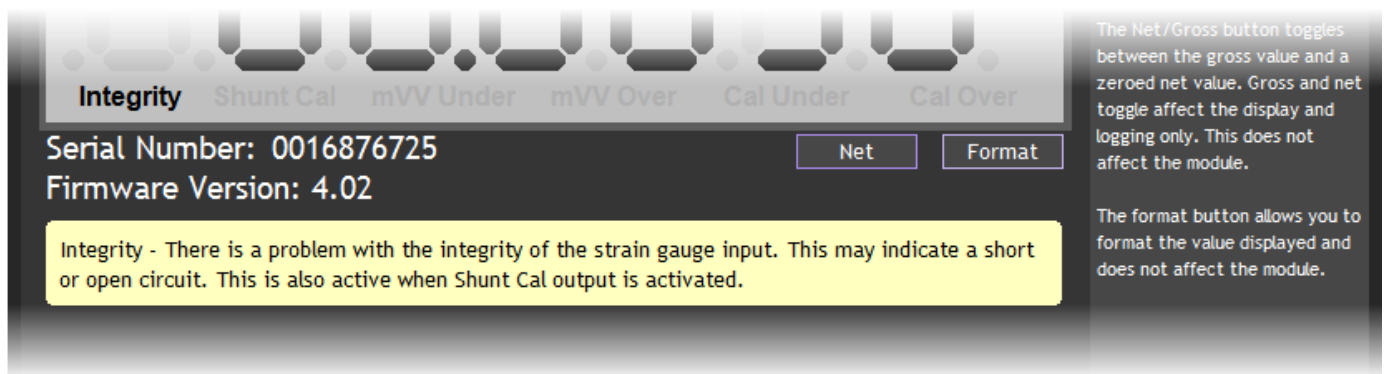 Integrity Shunt Cal mVV Under mVV Over Cal Under Cal Over
Serial Number: 0016876725
Firmware Version: 4.02
Net Format
Integrity - There is a problem with the integrity of the strain gauge input. This may indicate a short
or open circuit. This is also active when Shunt Cal output is activated.
The Net/Gross button toggles
between the gross value and a
zeroed net value. Gross and net
toggle affect the display and
logging only. This does not
affect the module.
The format button allows you to
format the value displayed and
does not affect the module.